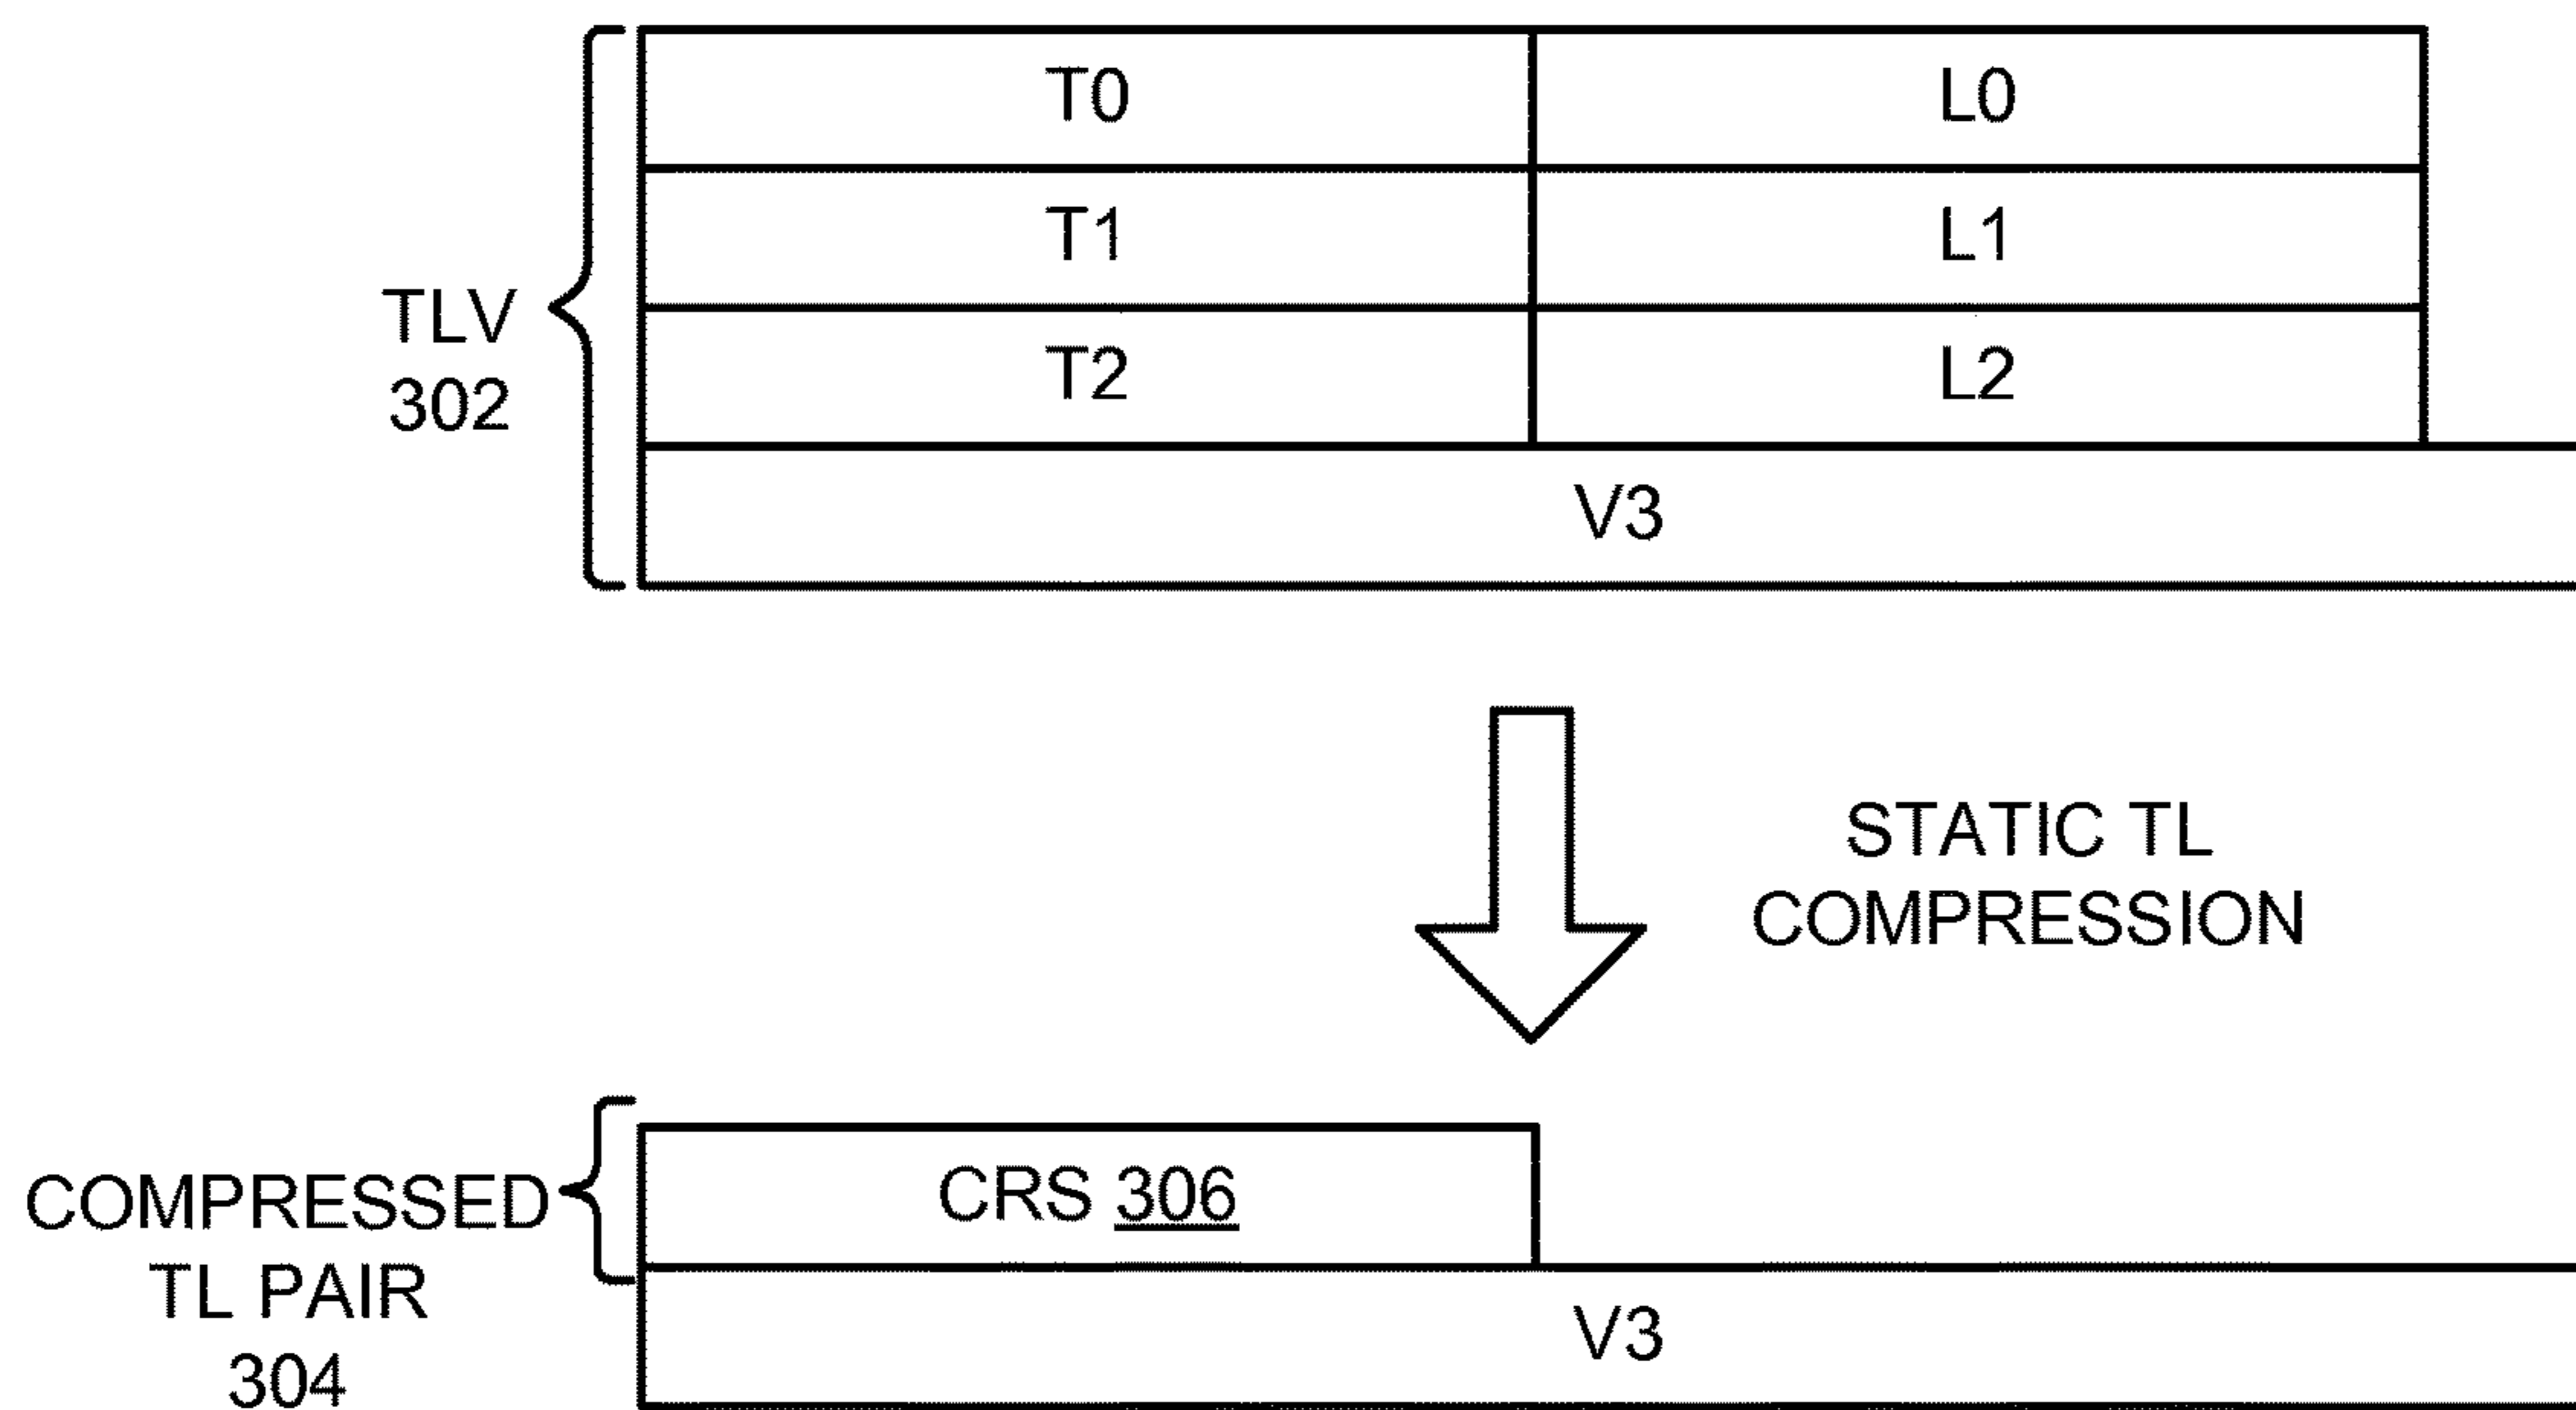 T0 L0
T1 L1
TLV
302
T2 L2
V3
STATIC TL
COMPRESSION
COMPRESSED
TL PAIR
304
CRS 306
V3